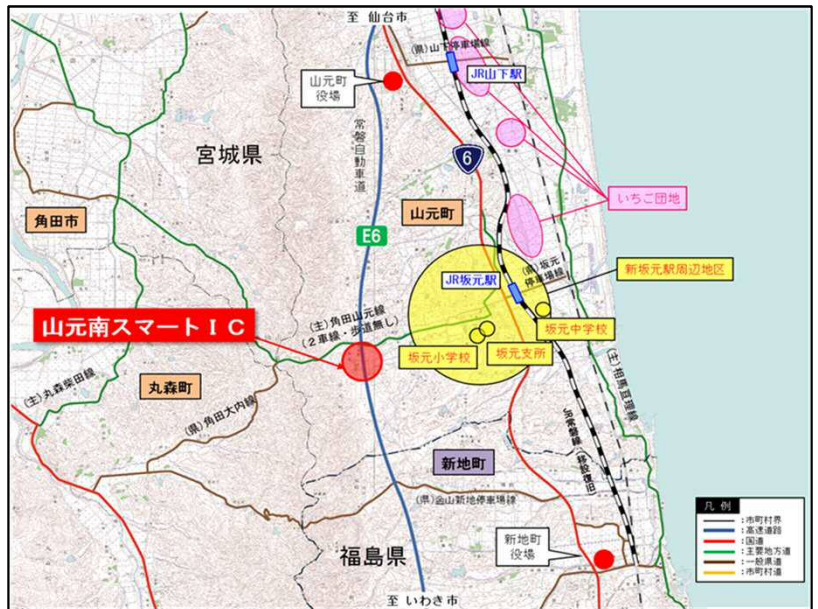 至 仙台市
(県)山下停車場線
JR山下駅
山元町
役場
常磐自動車道
宮城県
6
いちご団地
角田市
山元町
E6
新坂元駅周辺地区
(県)坂元
停車場線
JR坂元駅
山元南スマートＩＣ
(主)角田山元線
(２車線・歩道無し)
坂元中学校
坂元小学校
坂元支所
(主)相馬亘理線
(主)丸森柴田線
丸森町
(県)角田大内線
JR常磐線(移設復旧)
新地町
(県)金山新地停車場線
凡例
:市町村界
:高速道路
:国道
:主要地方道
:一般県道
:市町村道
新地町
役場
福島県
至 いわき市